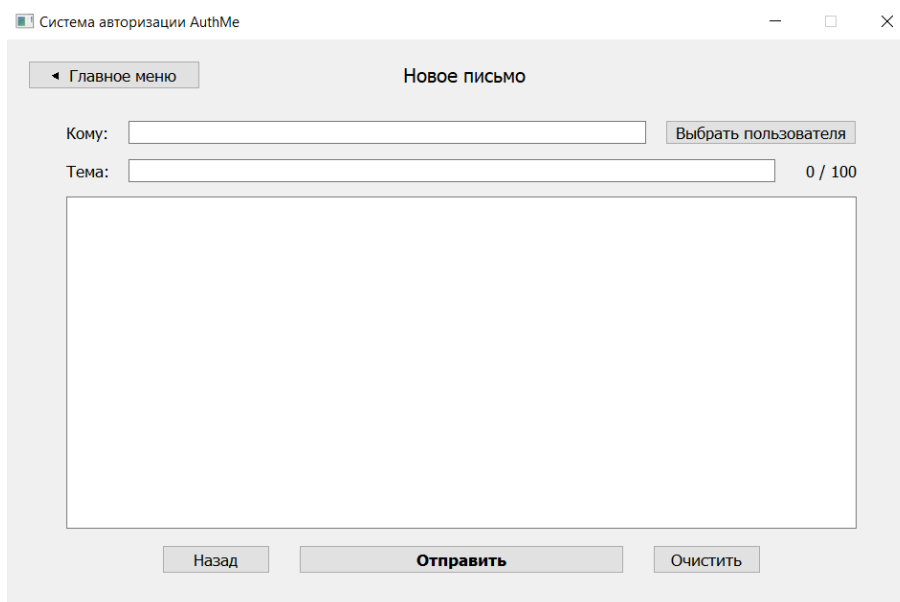 Система авторизации AuthMe
◄ Главное меню
Новое письмо
Кому:
Выбрать пользователя
Тема:
0 / 100
Назад
Отправить
Очистить